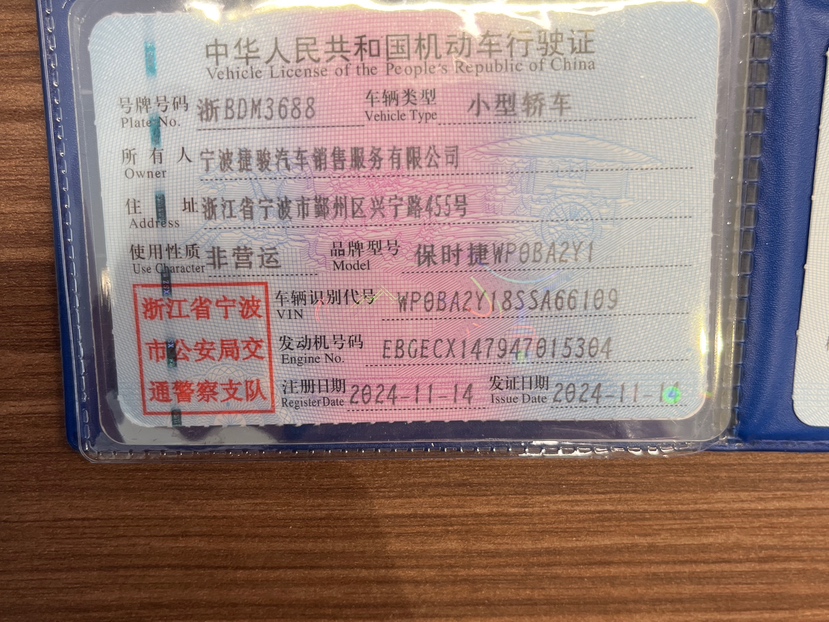 中华人民共和国机动车行驶证
Vehicle License of the People's Republic of China
号牌号码 浙BDM3688 车辆类型 小型轿车
Plate No. Vehicle Type
所有人 宁波捷骏汽车销售服务有限公司
Owner
住址 浙江省宁波市鄞州区兴宁路455号
Address
使用性质 非营运 品牌型号 保时捷WP0BA2Y1
Use Character Model
浙江省宁波
市公安局交
通警察支队
车辆识别代号 WP0BA2Y18SSA66109
VIN
发动机号码 EBGECX147947015304
Engine No.
注册日期 2024-11-14 发证日期 2024-11-14
Register Date Issue Date